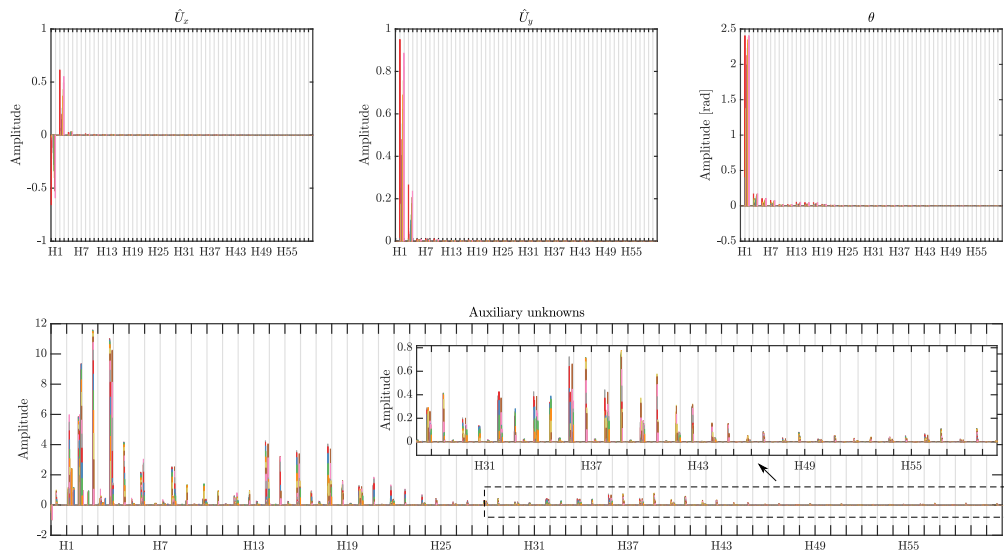 Û_x
Û_y
θ
Amplitude
1
0.5
0
-0.5
-1
H1 H7 H13 H19 H25 H31 H37 H43 H49 H55
Amplitude
1
0.8
0.6
0.4
0.2
0
H1 H7 H13 H19 H25 H31 H37 H43 H49 H55
Amplitude [rad]
2.5
2
1.5
1
0.5
0
-0.5
H1 H7 H13 H19 H25 H31 H37 H43 H49 H55
Auxiliary unknowns
Amplitude
12
10
8
6
4
2
0
-2
H1 H7 H13 H19 H25 H31 H37 H43 H49 H55
Amplitude
0.8
0.6
0.4
0.2
0
H31 H37 H43 H49 H55